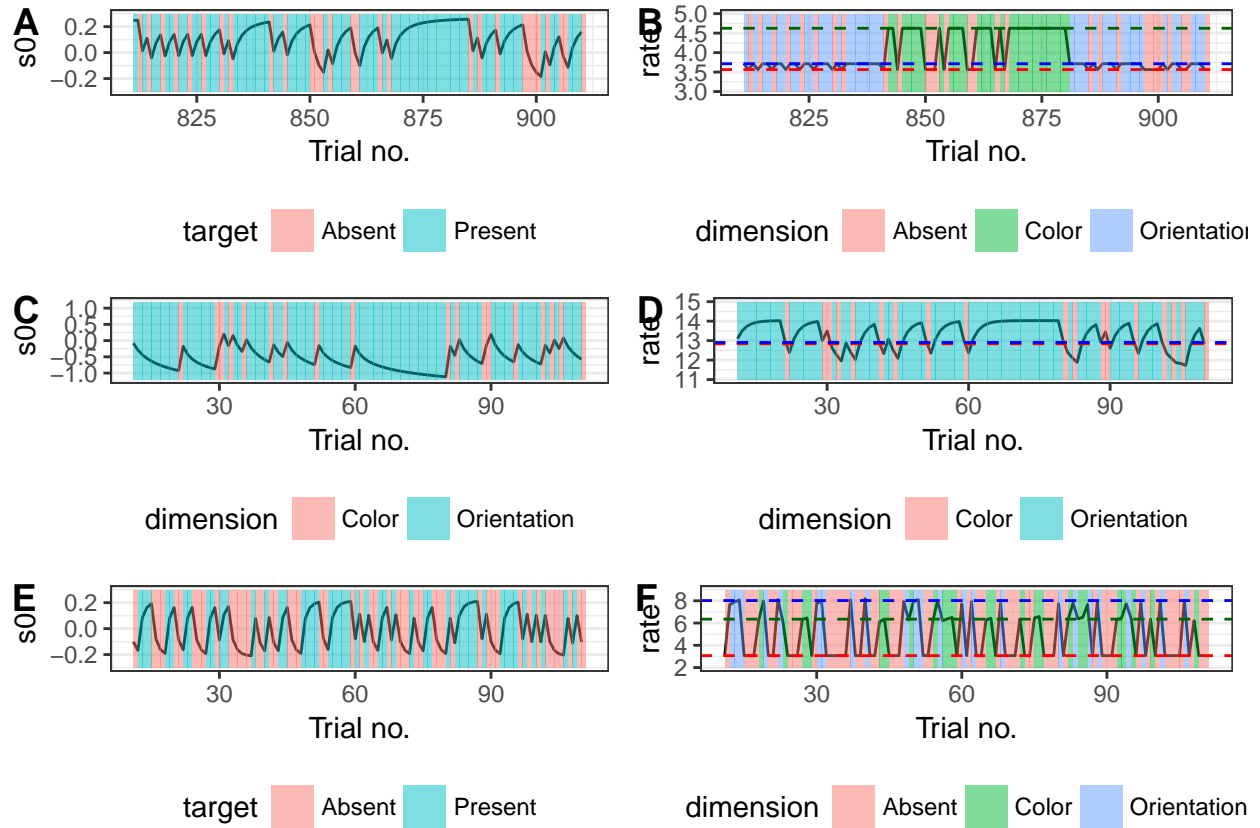 A
s0
0.2
0.0
−0.2
825
850
875
900
Trial no.
target Absent Present
B
rate
5.0
4.5
4.0
3.5
3.0
825
850
875
900
Trial no.
dimension Absent Color Orientation
C
s0
1.0
0.5
0.0
−0.5
−1.0
30
60
90
Trial no.
dimension Color Orientation
D
rate
15
14
13
12
11
30
60
90
Trial no.
dimension Color Orientation
E
s0
0.2
0.0
−0.2
30
60
90
Trial no.
target Absent Present
F
rate
8
6
4
2
30
60
90
Trial no.
dimension Absent Color Orientation